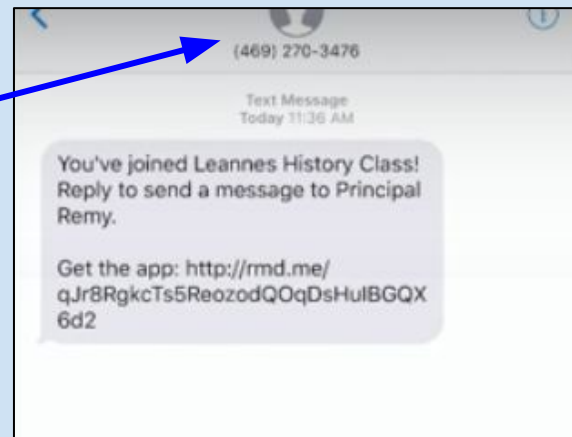 (469) 270-3476
Text Message
Today 11:36 AM
You've joined Leannes History Class!
Reply to send a message to Principal
Remy.
Get the app: http://rmd.me/
qJr8RgkcTs5ReozodQOqDsHulBGQX
6d2